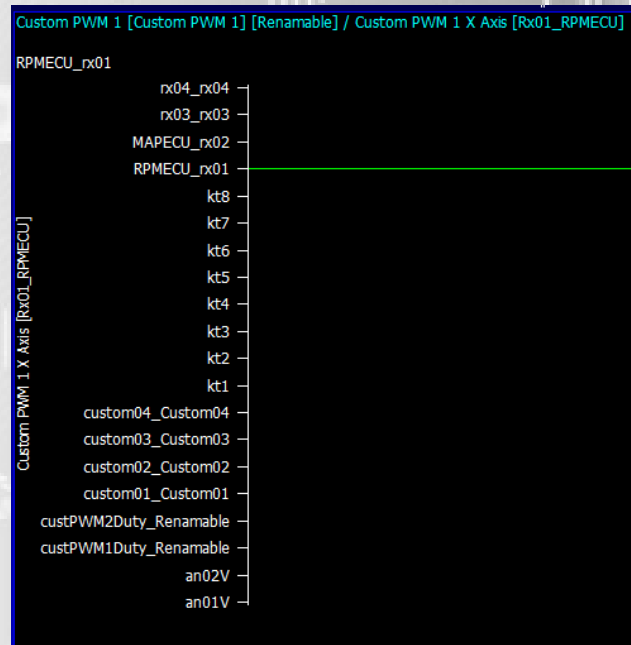 Custom PWM 1 [Custom PWM 1] [Renamable] / Custom PWM 1 X Axis [Rx01_RPMECU]
RPMECU_rx01
rx04_rx04
rx03_rx03
MAPECU_rx02
RPMECU_rx01
kt8
kt7
kt6
kt5
kt4
kt3
kt2
kt1
custom04_Custom04
custom03_Custom03
custom02_Custom02
custom01_Custom01
custPWM2Duty_Renamable
custPWM1Duty_Renamable
an02V
an01V
Custom PWM 1 X Axis [Rx01_RPMECU]